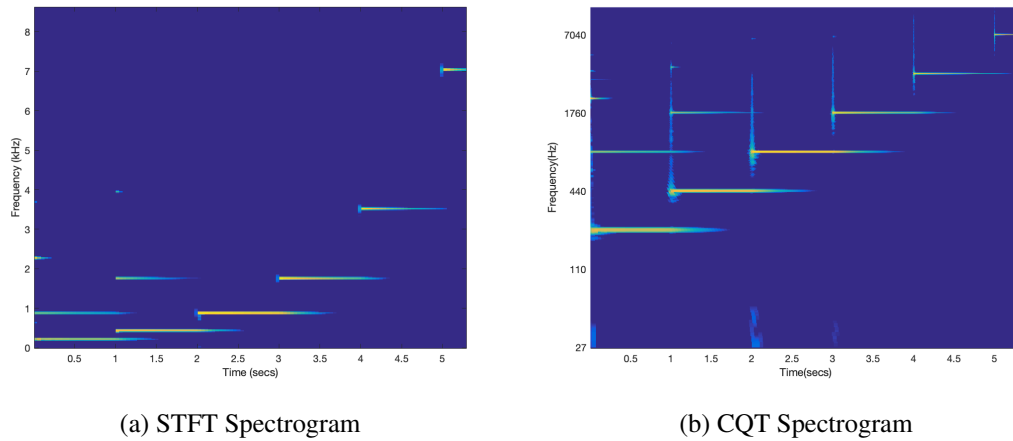 8
7
6
5
4
3
2
1
0
Frequency (kHz)
0.5 1 1.5 2 2.5 3 3.5 4 4.5 5
Time (secs)
(a) STFT Spectrogram
7040
1760
440
110
27
Frequency(Hz)
0.5 1 1.5 2 2.5 3 3.5 4 4.5 5
Time(secs)
(b) CQT Spectrogram